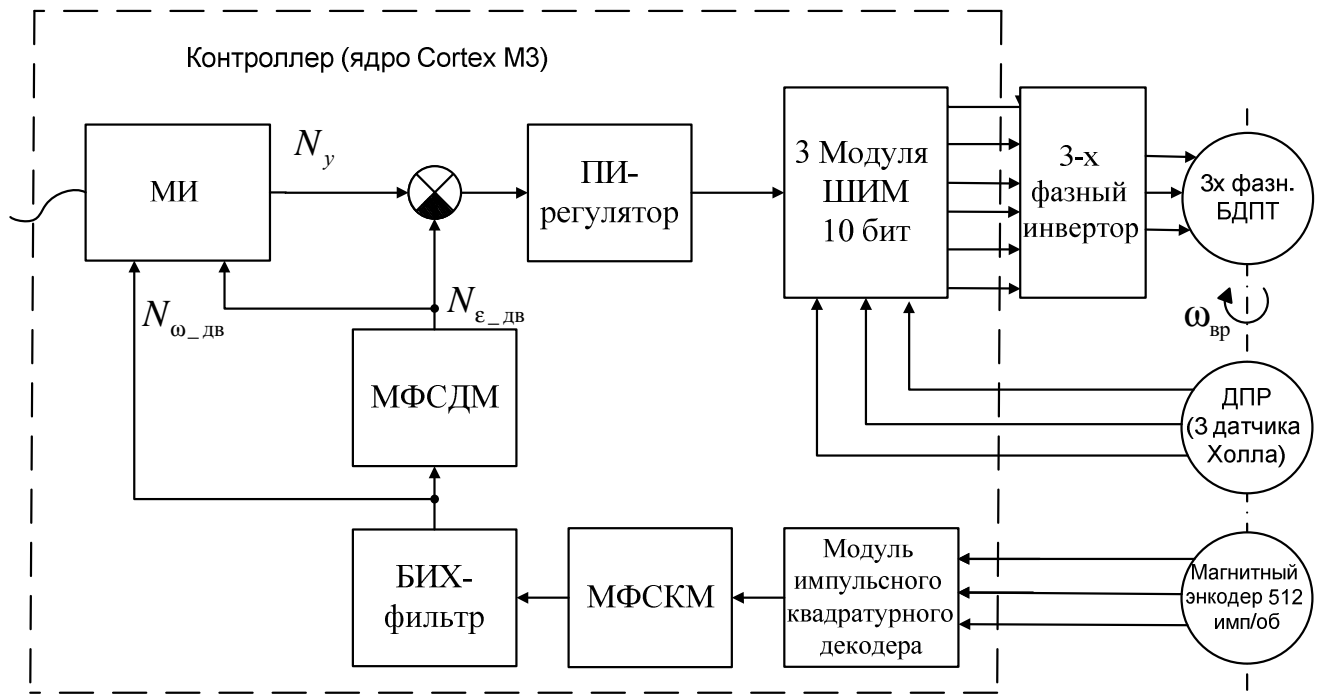 Контроллер (ядро Cortex M3)
МИ
N_y
ПИ-
регулятор
3 Модуля
ШИМ
10 бит
3-х
фазный
инвертор
3х фазн.
БДПТ
N_ω_дв
N_ε_дв
ω_вр
МФСДМ
ДПР
(3 датчика
Холла)
БИХ-
фильтр
МФСКМ
Модуль
импульсного
квадратурного
декодера
Магнитный
энкодер 512
имп/об